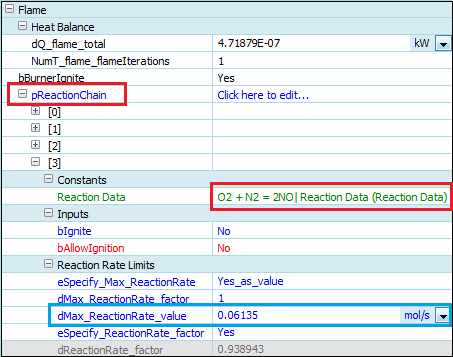 Flame
Heat Balance
dQ_flame_total 4.71879E-07 kW
NumT_flame_flameIterations 1
bBurnerIgnite Yes
pReactionChain Click here to edit...
[0]
[1]
[2]
[3]
Constants
Reaction Data O2 + N2 = 2NO| Reaction Data (Reaction Data)
Inputs
bIgnite No
bAllowIgnition No
Reaction Rate Limits
eSpecify_Max_ReactionRate Yes_as_value
dMax_ReactionRate_factor 1
dMax_ReactionRate_value 0.06135 mol/s
eSpecify_ReactionRate_factor Yes
dReactionRate_factor 0.938943